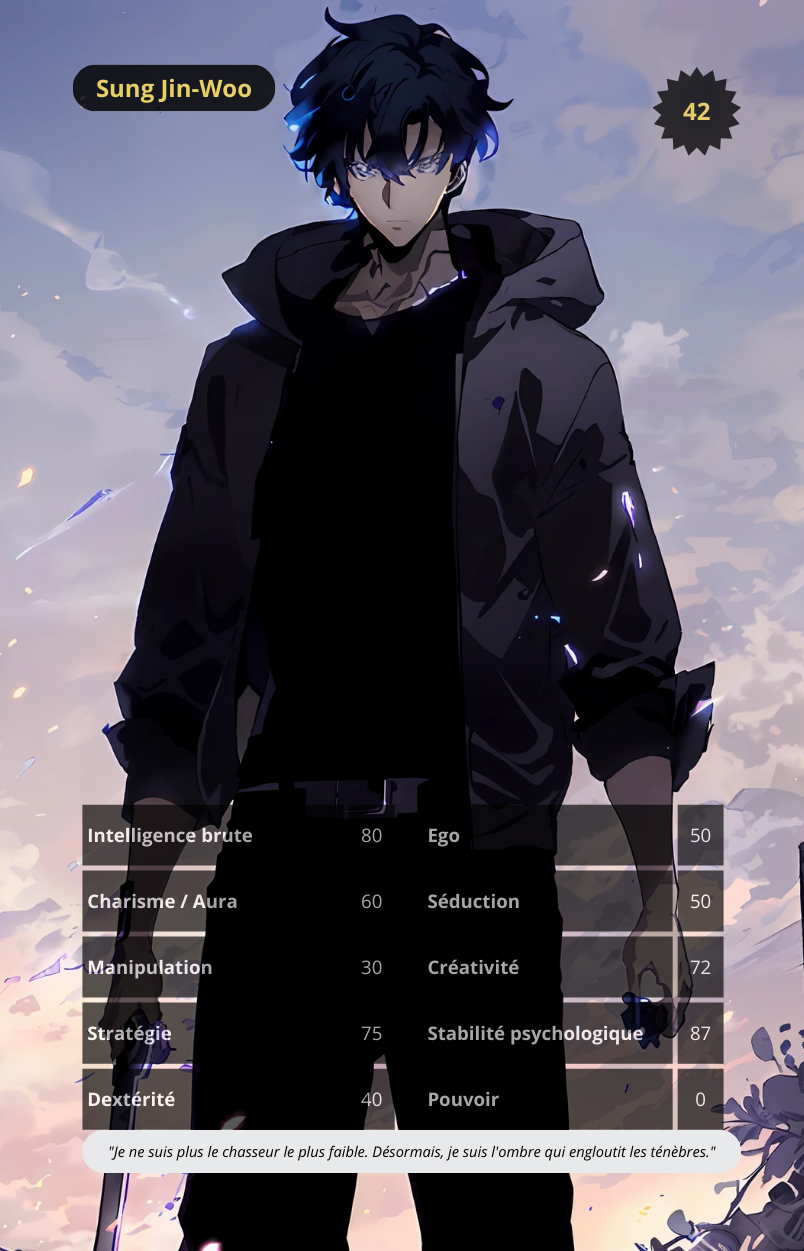 Sung Jin-Woo
42
Intelligence brute 80 Ego 50
Charisme / Aura 60 Séduction 50
Manipulation 30 Créativité 72
Stratégie 75 Stabilité psychologique 87
Dextérité 40 Pouvoir 0
"Je ne suis plus le chasseur le plus faible. Désormais, je suis l'ombre qui engloutit les ténèbres."